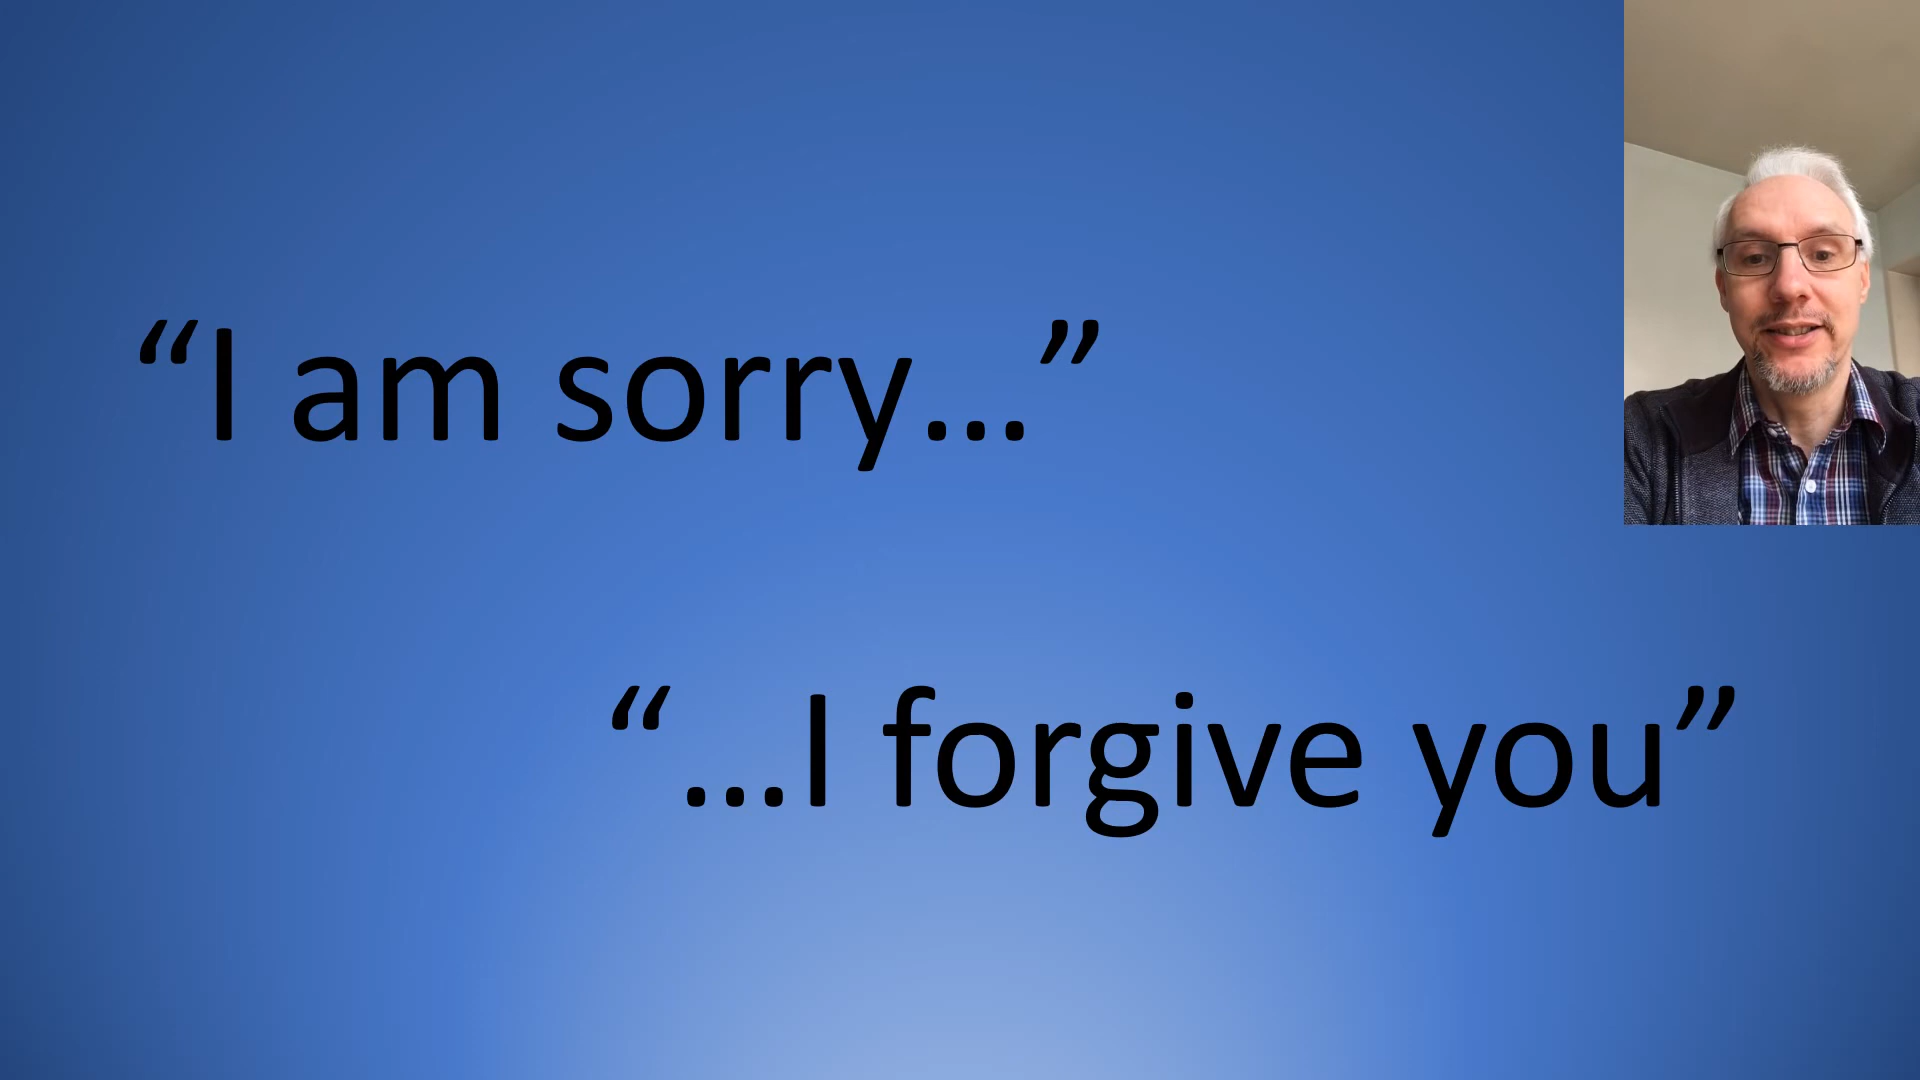 “I am sorry…”
“…I forgive you”